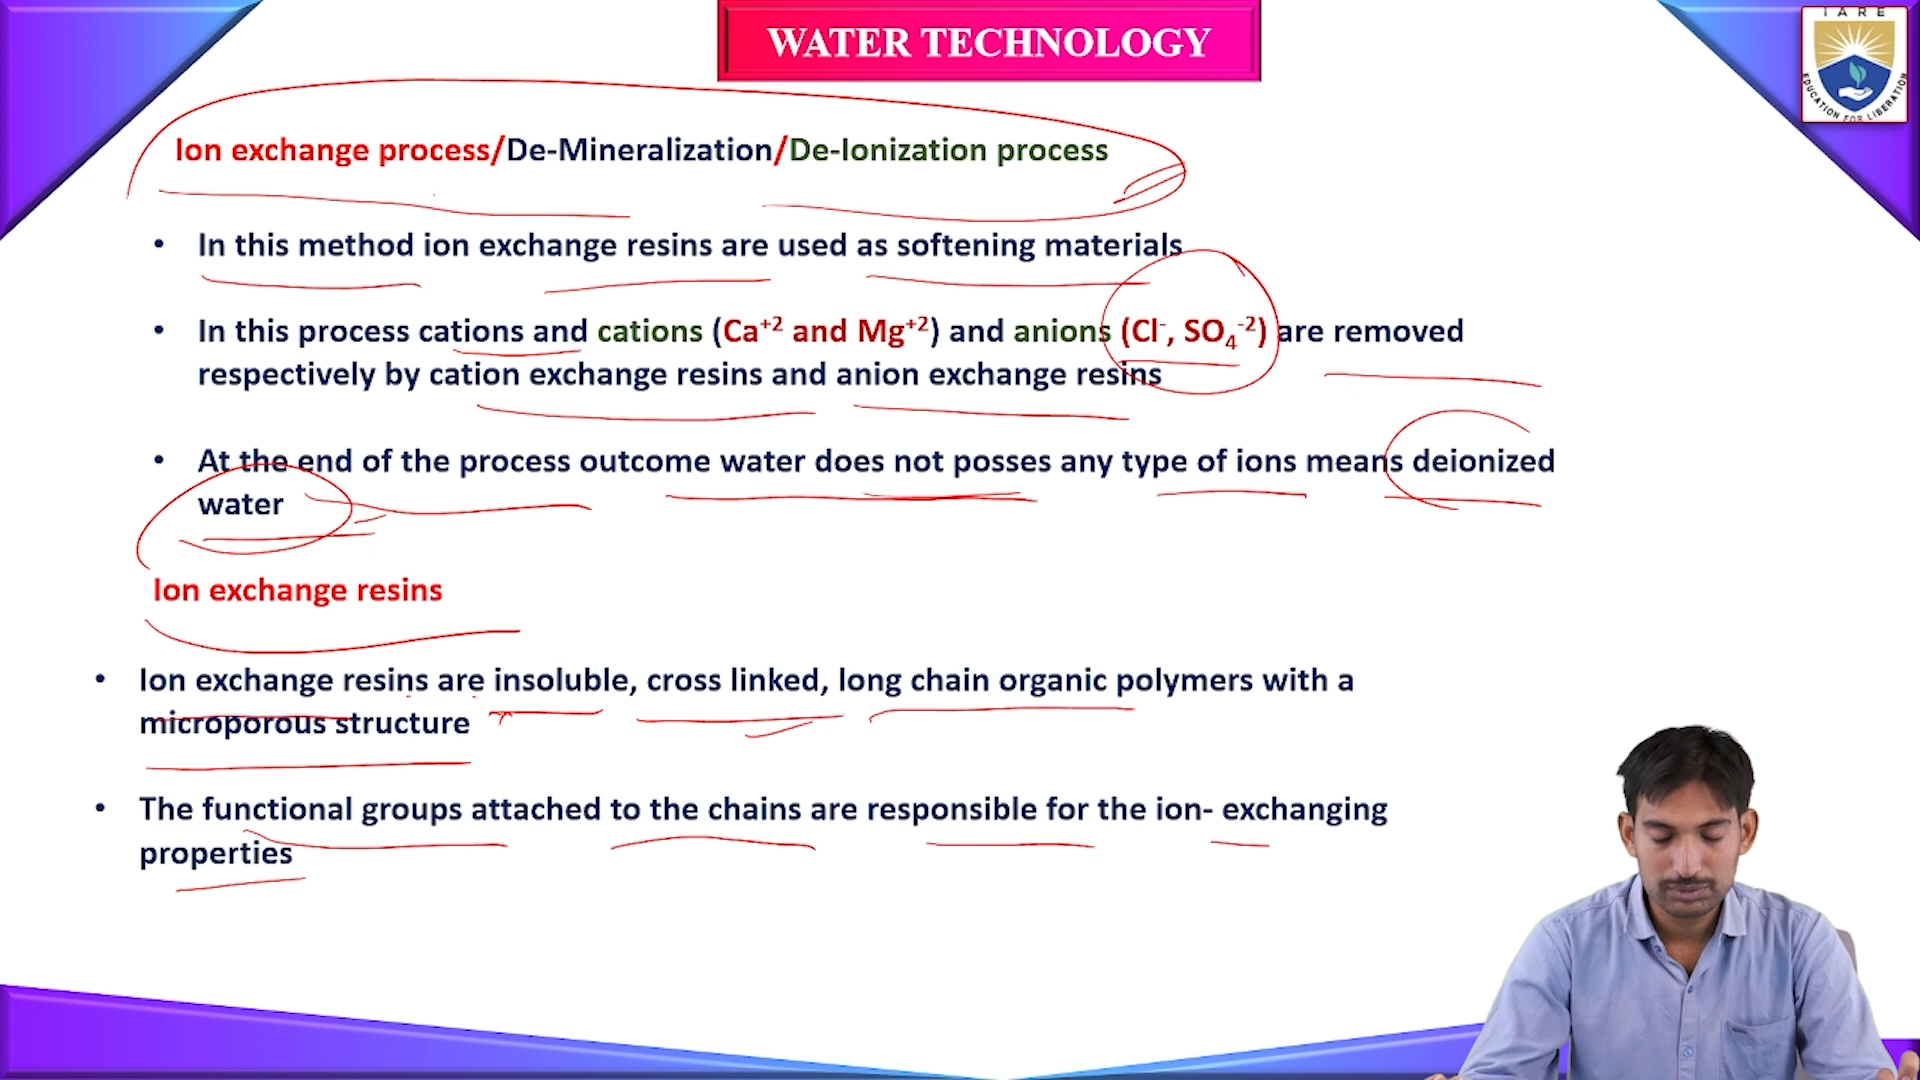 WATER TECHNOLOGY
IARE
EDUCATION FOR LIBERATION
Ion exchange process/De-Mineralization/De-Ionization process
• In this method ion exchange resins are used as softening materials
• In this process cations and cations (Ca⁺² and Mg⁺²) and anions (Cl⁻, SO₄⁻²) are removed
respectively by cation exchange resins and anion exchange resins
• At the end of the process outcome water does not posses any type of ions means deionized
water
Ion exchange resins
• Ion exchange resins are insoluble, cross linked, long chain organic polymers with a
microporous structure
• The functional groups attached to the chains are responsible for the ion- exchanging
properties